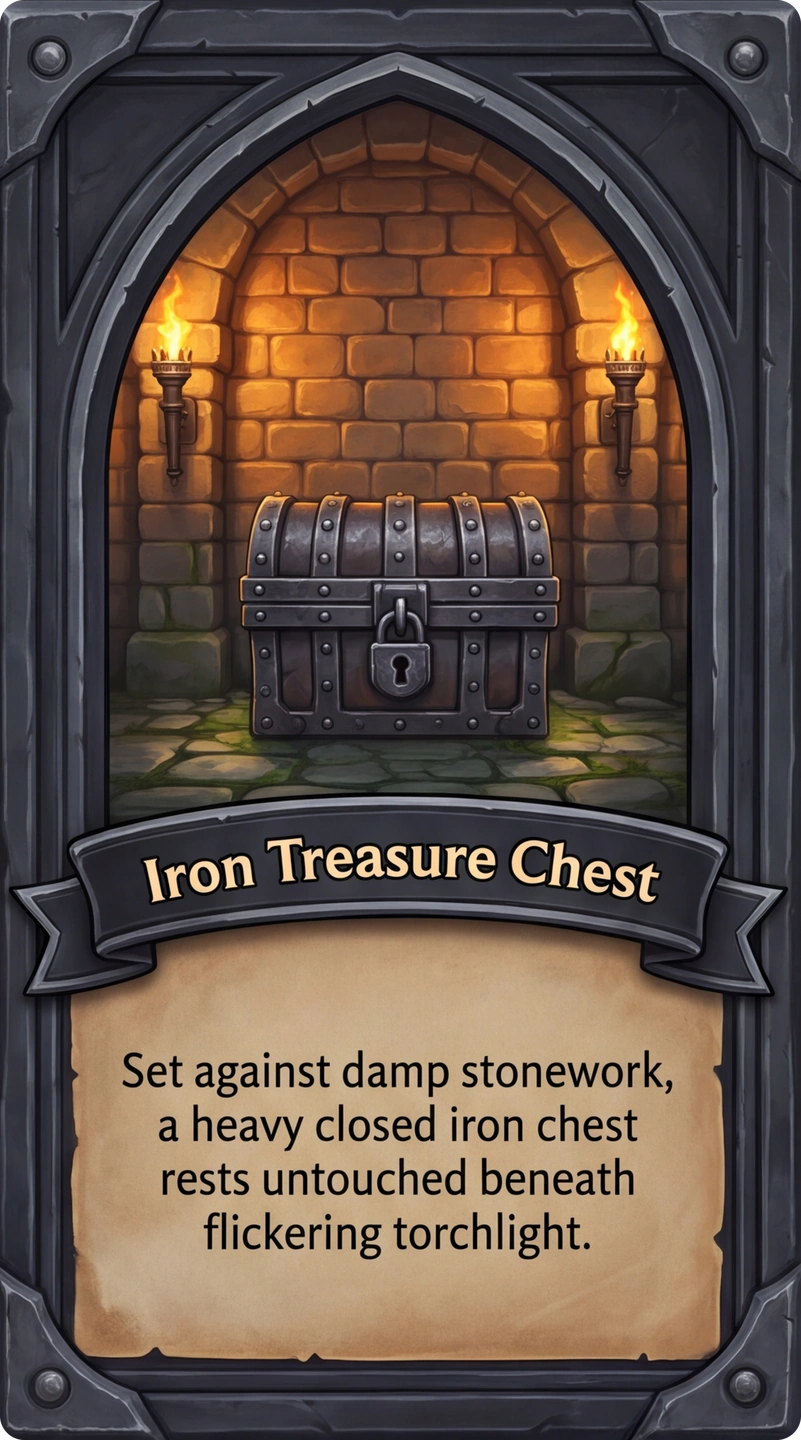 Iron Treasure Chest
Set against damp stonework,
a heavy closed iron chest
rests untouched beneath
flickering torchlight.